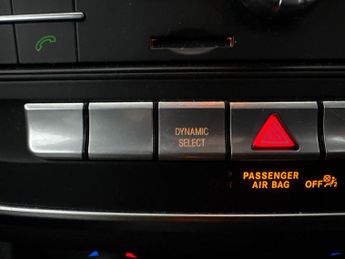 DYNAMIC
SELECT
PASSENGER
AIR BAG OFF